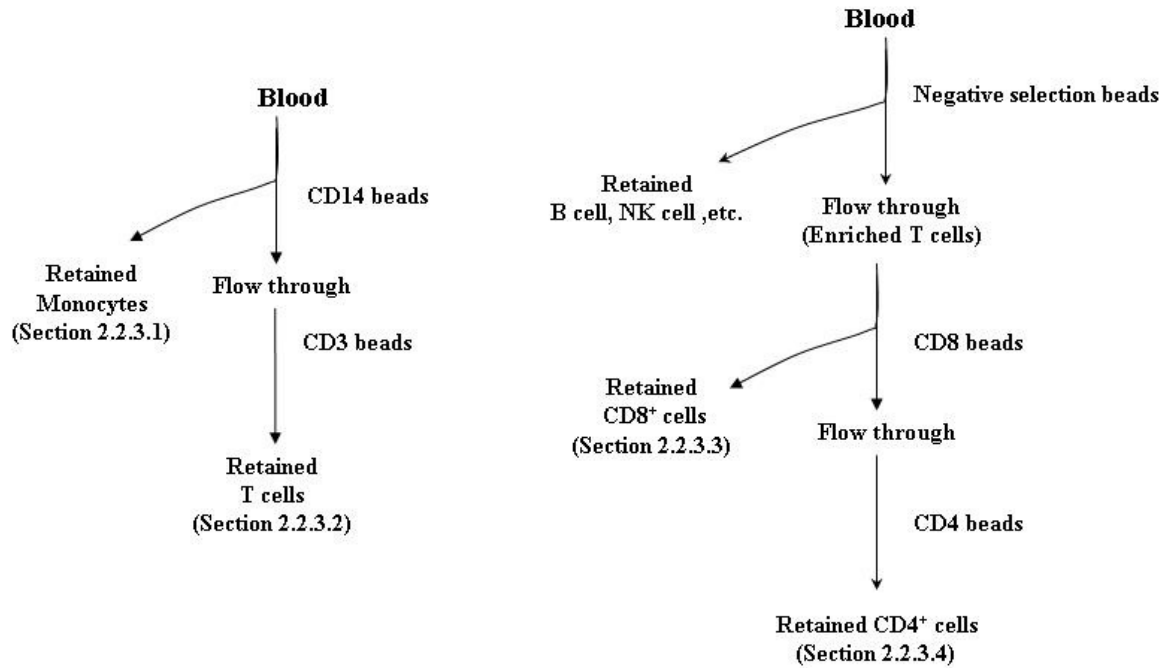 Blood
CD14 beads
Retained
Monocytes
(Section 2.2.3.1)
Flow through
CD3 beads
Retained
T cells
(Section 2.2.3.2)
Blood
Negative selection beads
Retained
B cell, NK cell ,etc.
Flow through
(Enriched T cells)
CD8 beads
Retained
CD8⁺ cells
(Section 2.2.3.3)
Flow through
CD4 beads
Retained CD4⁺ cells
(Section 2.2.3.4)